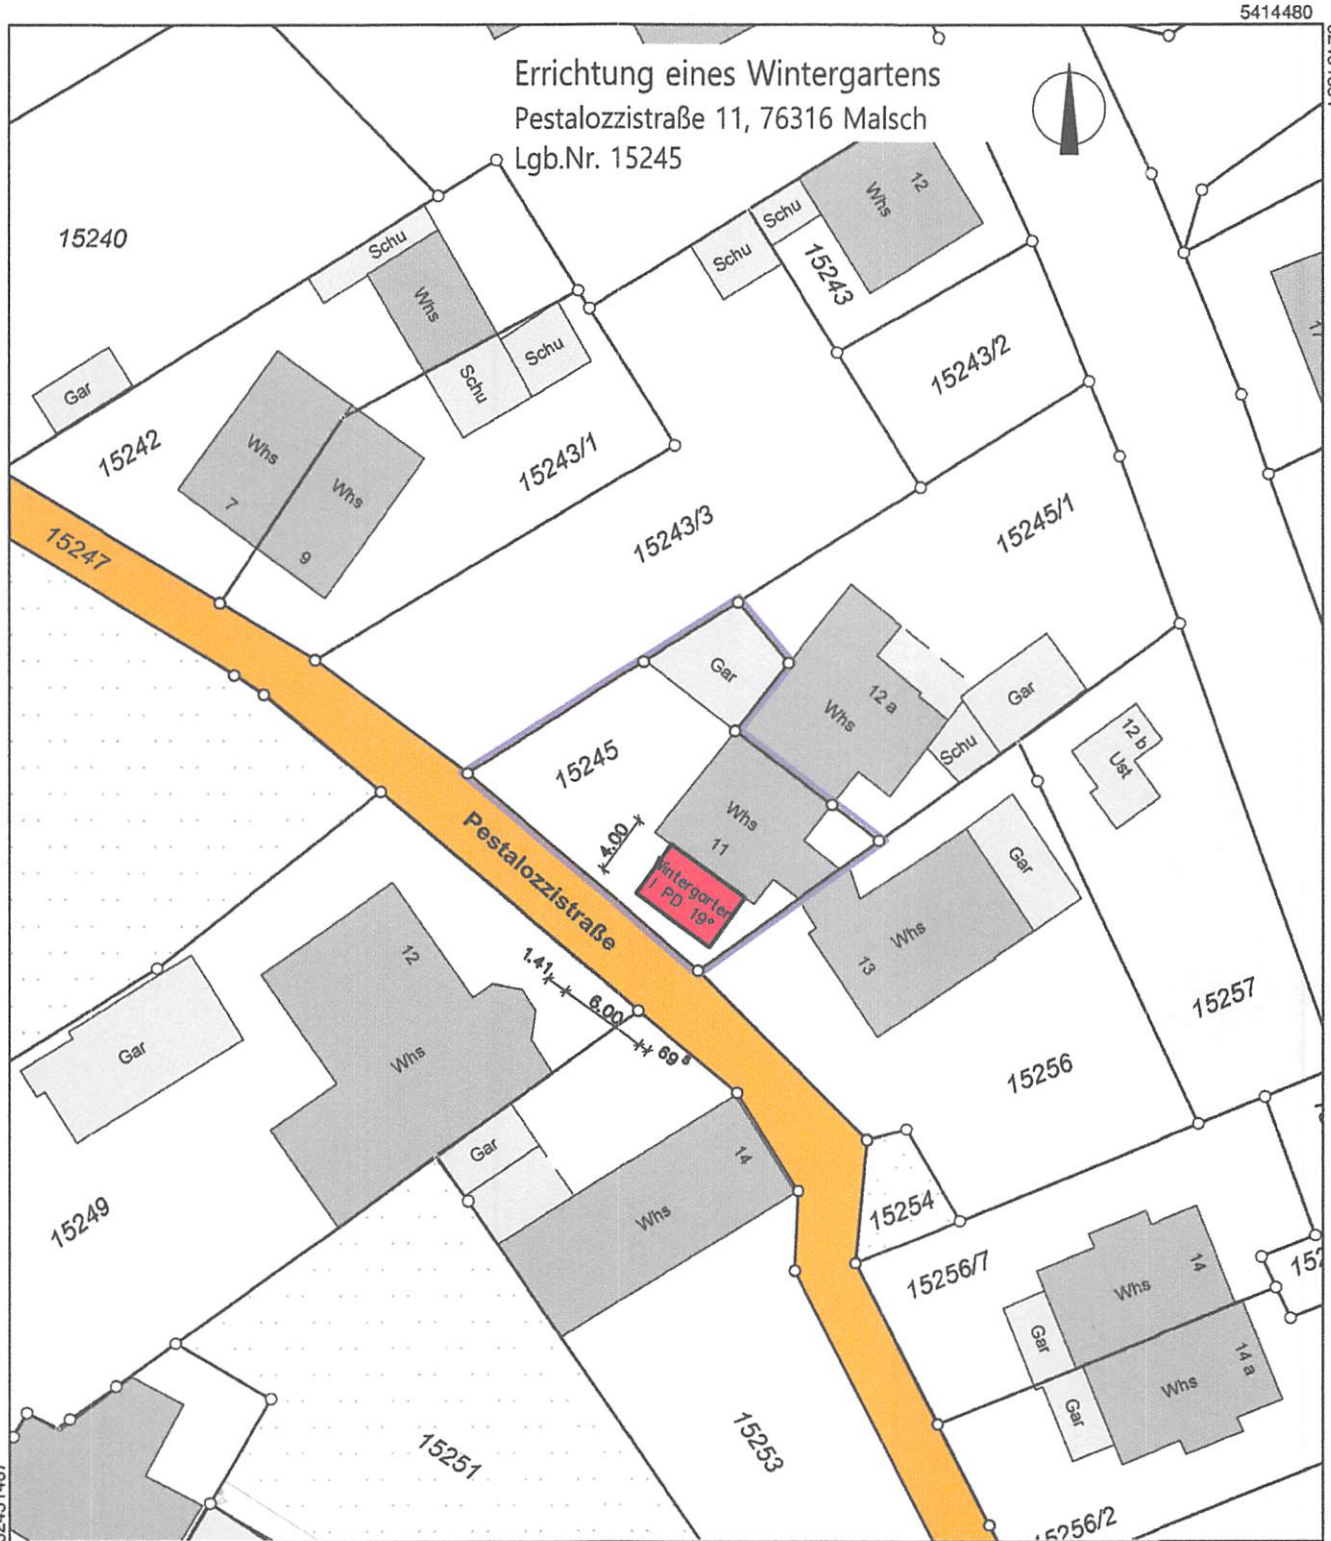 5414480
Errichtung eines Wintergartens
Pestalozzistraße 11, 76316 Malsch
Lgb.Nr. 15245
12
Whs
Schu
Schu
15243
15240
Schu
Whs
Schu
Schu
17
15243/2
Gar
15242
Whs
7
Whs
9
15243/1
15243/3
15245/1
15247
Gar
12 a
Whs
Gar
Schu
12 b
Ust
15245
4.00
Whs
11
Wintergarten
I PD 19°
Pestalozzistraße
Gar
Whs
13
12
Whs
1.41
6.00
69⁵
15257
15256
Gar
15249
Gar
14
Whs
15254
15256/7
Whs
14
Gar
14 a
Whs
Gar
15251
15253
15256/2